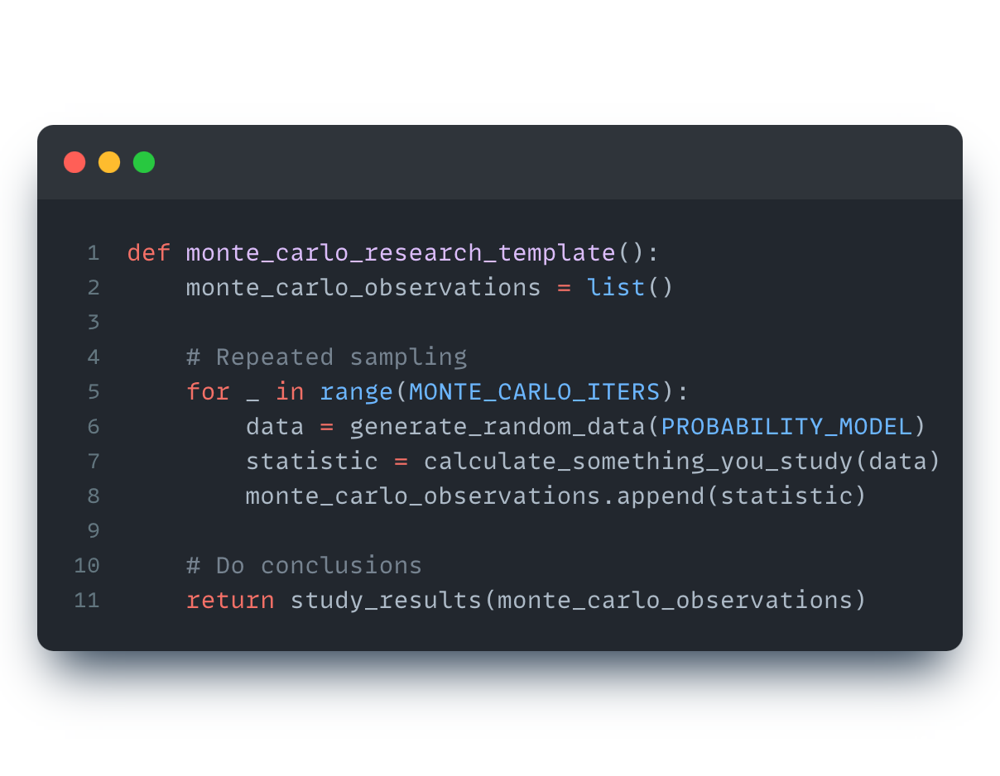 1 def monte_carlo_research_template():
2     monte_carlo_observations = list()
3
4     # Repeated sampling
5     for _ in range(MONTE_CARLO_ITERS):
6         data = generate_random_data(PROBABILITY_MODEL)
7         statistic = calculate_something_you_study(data)
8         monte_carlo_observations.append(statistic)
9
10     # Do conclusions
11     return study_results(monte_carlo_observations)